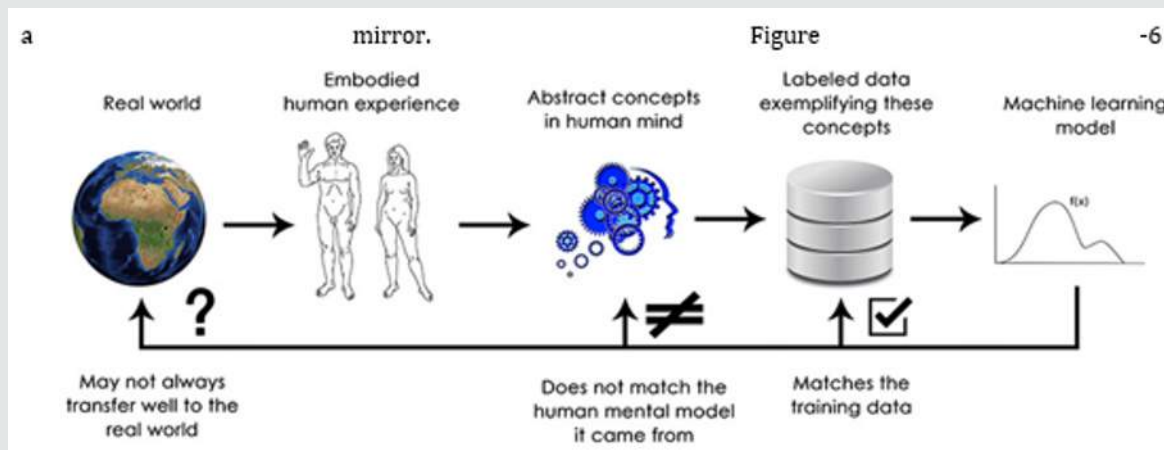 a mirror. Figure -6
Real world
Embodied
human experience
Abstract concepts
in human mind
Labeled data
exemplifying these
concepts
Machine learning
model
f(x)
?
≠
May not always
transfer well to the
real world
Does not match the
human mental model
it came from
Matches the
training data